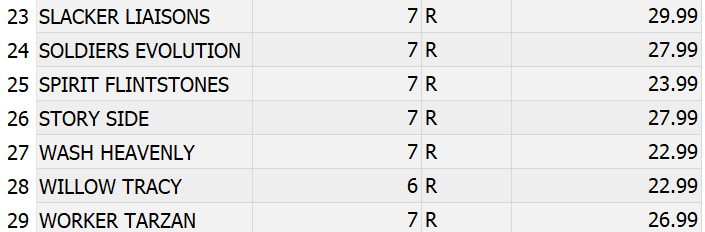 23 SLACKER LIAISONS 7 R 29.99
24 SOLDIERS EVOLUTION 7 R 27.99
25 SPIRIT FLINTSTONES 7 R 23.99
26 STORY SIDE 7 R 27.99
27 WASH HEAVENLY 7 R 22.99
28 WILLOW TRACY 6 R 22.99
29 WORKER TARZAN 7 R 26.99